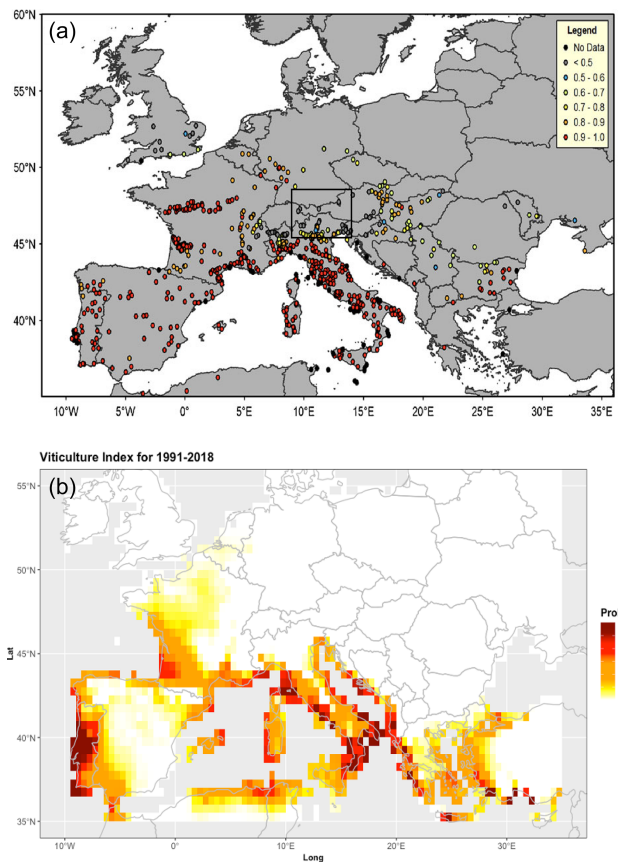 (a)
Legend
No Data
< 0.5
0.5 - 0.6
0.6 - 0.7
0.7 - 0.8
0.8 - 0.9
0.9 - 1.0
60°N
55°N
50°N
45°N
40°N
10°W 5°W 0° 5°E 10°E 15°E 20°E 25°E 30°E 35°E
Viticulture Index for 1991-2018
(b)
55°N
50°N
45°N
40°N
35°N
Lat
Pro
10°W 0° 10°E 20°E 30°E
Long